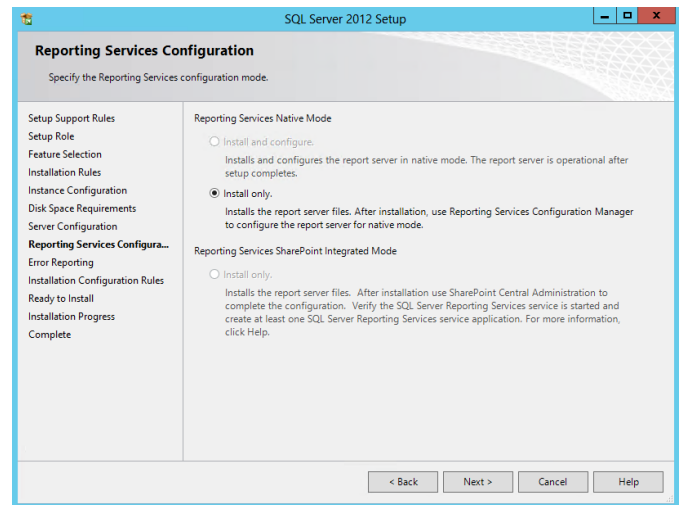 SQL Server 2012 Setup
Reporting Services Configuration
Specify the Reporting Services configuration mode.
Setup Support Rules
Setup Role
Feature Selection
Installation Rules
Instance Configuration
Disk Space Requirements
Server Configuration
Reporting Services Configura...
Error Reporting
Installation Configuration Rules
Ready to Install
Installation Progress
Complete
Reporting Services Native Mode
Install and configure.
Installs and configures the report server in native mode. The report server is operational after
setup completes.
Install only.
Installs the report server files. After installation, use Reporting Services Configuration Manager
to configure the report server for native mode.
Reporting Services SharePoint Integrated Mode
Install only.
Installs the report server files. After installation use SharePoint Central Administration to
complete the configuration. Verify the SQL Server Reporting Services service is started and
create at least one SQL Server Reporting Services service application. For more information,
click Help.
< Back
Next >
Cancel
Help